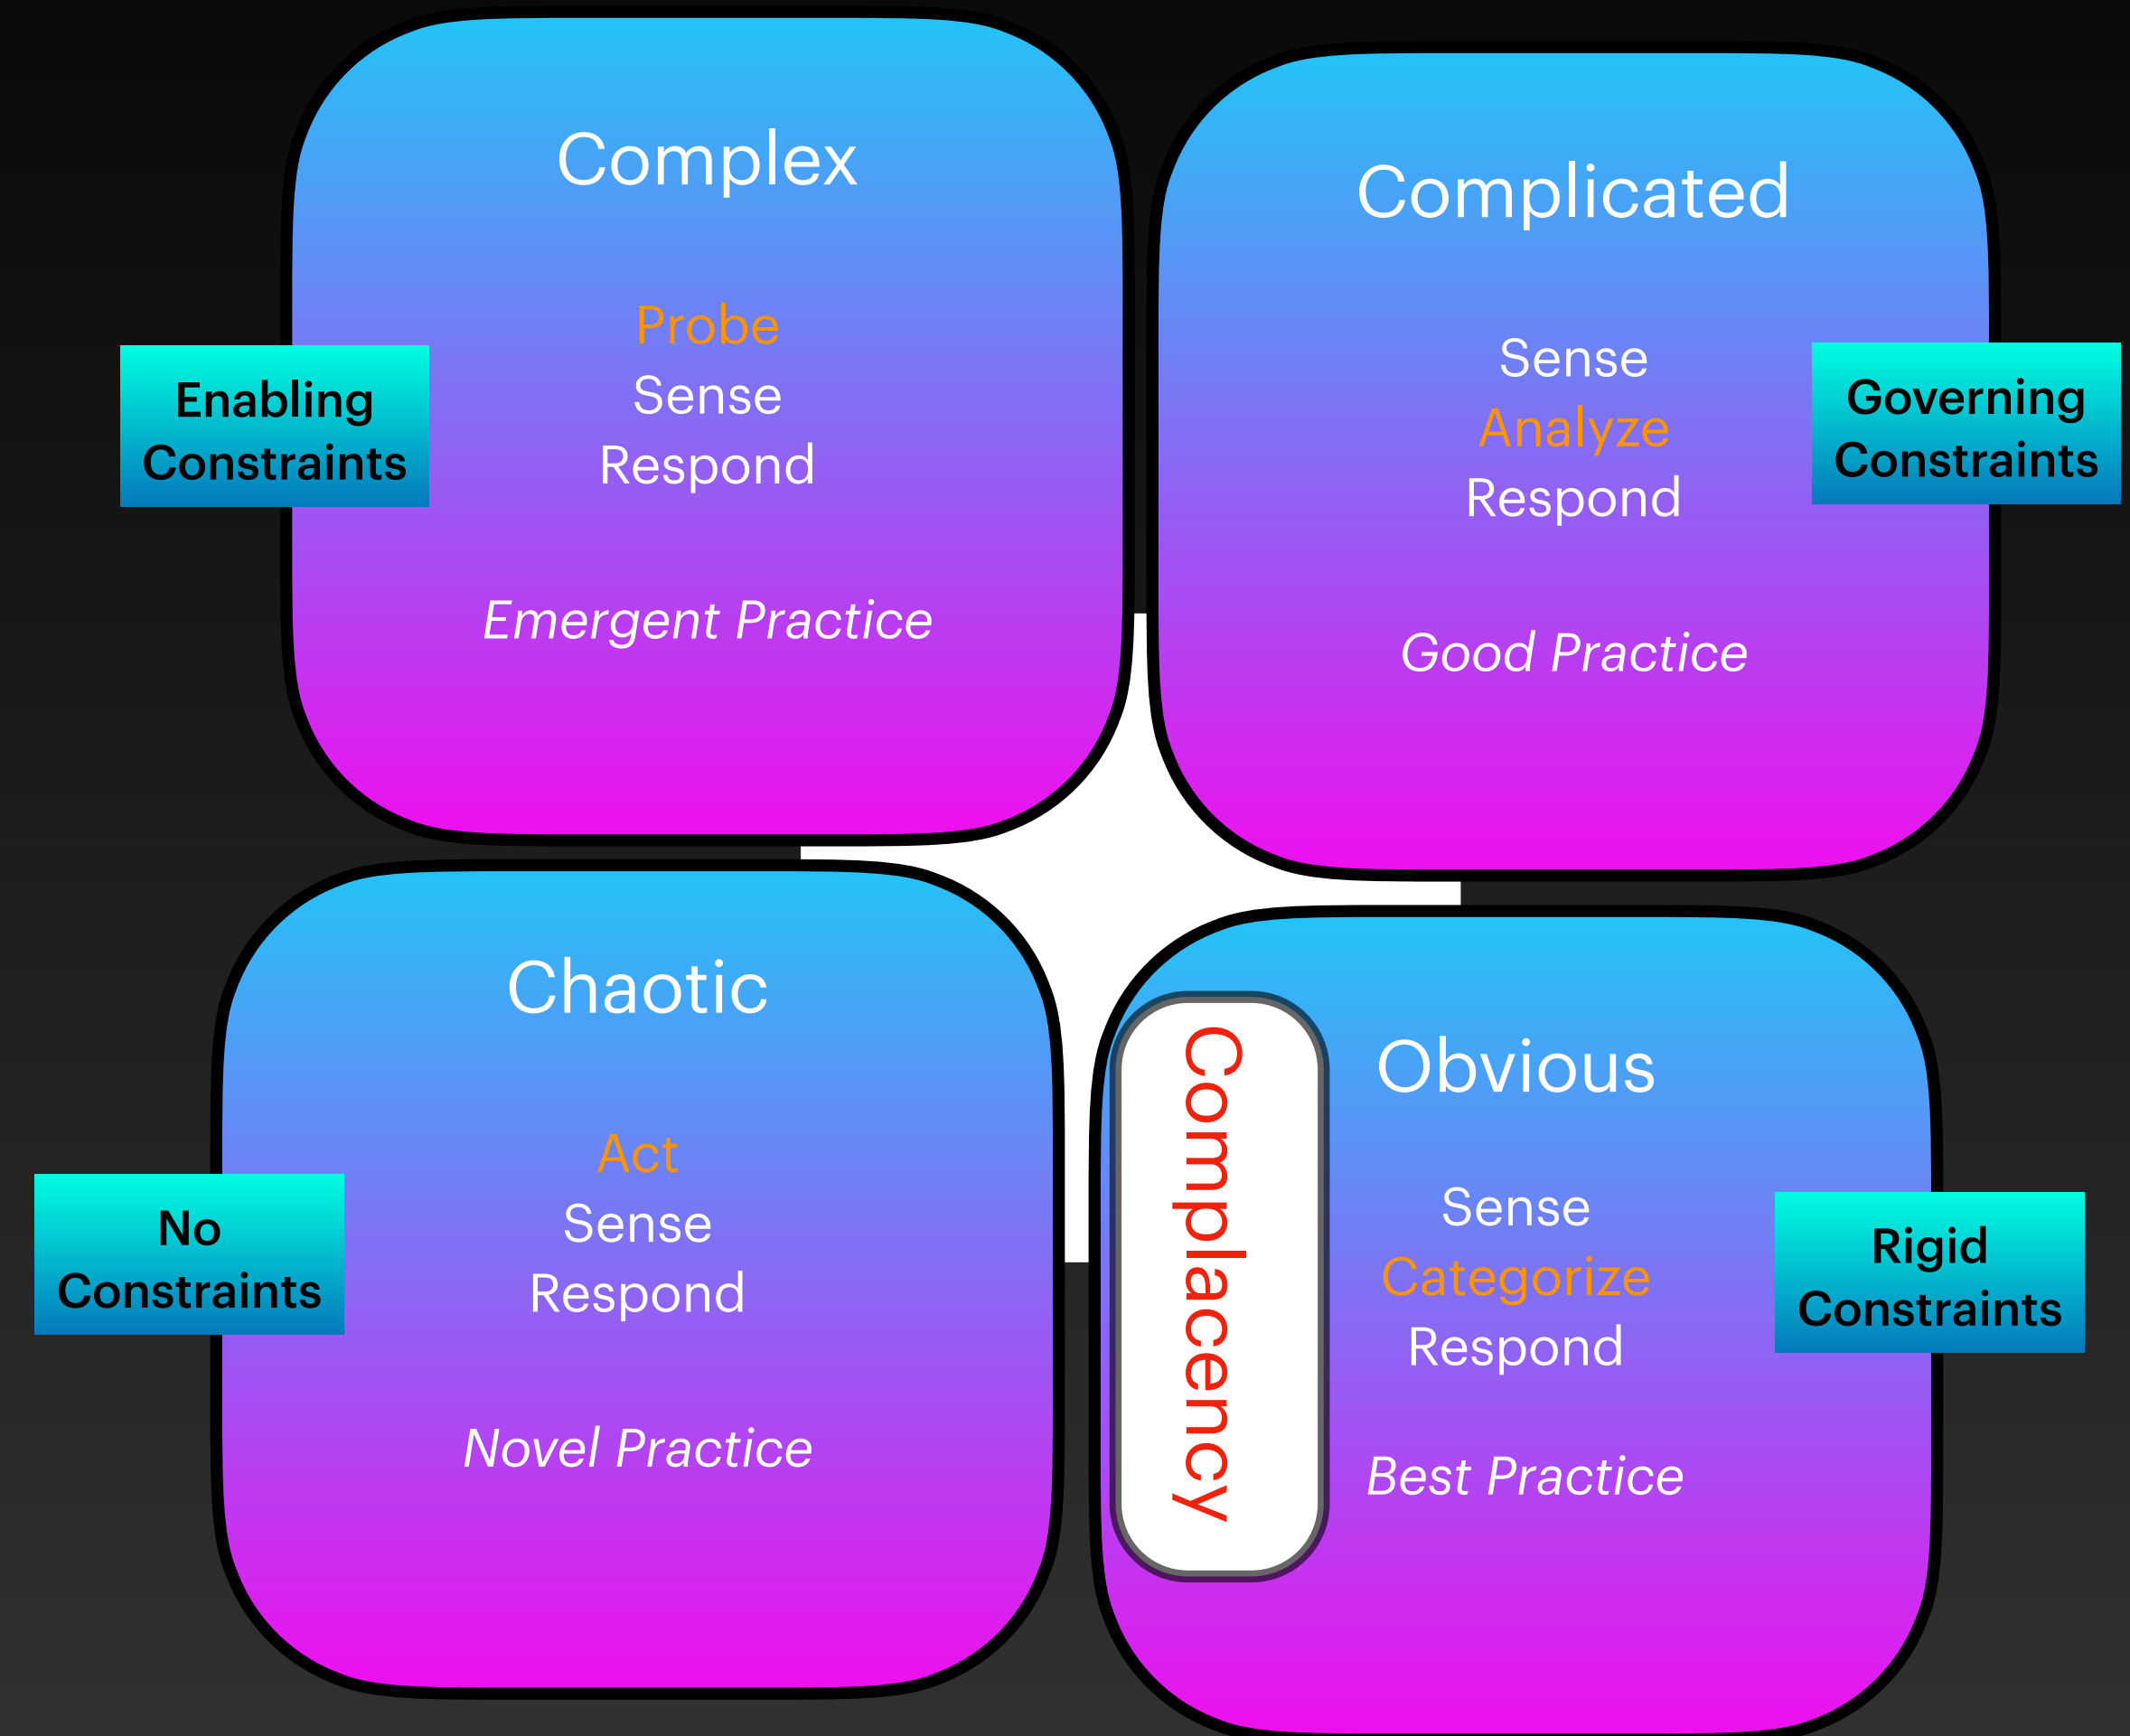 Complex
Probe
Sense
Respond
Emergent Practice
Enabling
Constraints
Complicated
Sense
Analyze
Respond
Good Practice
Governing
Constraints
Chaotic
Act
Sense
Respond
Novel Practice
No
Constraints
Complacency
Obvious
Sense
Categorize
Respond
Best Practice
Rigid
Constraints